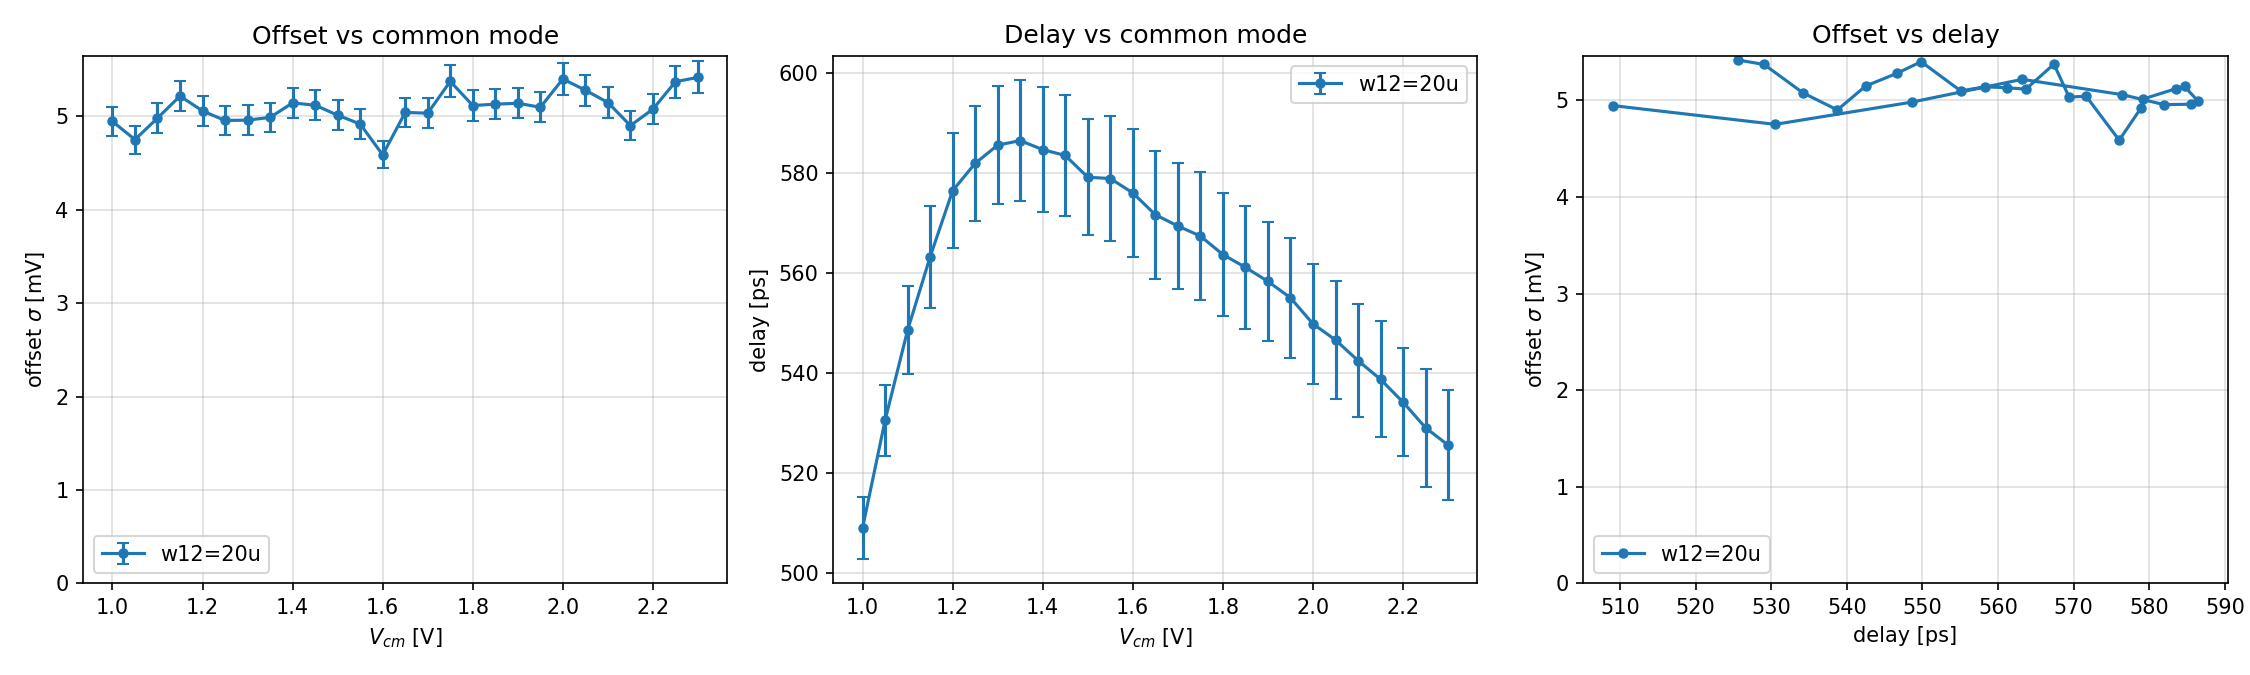 Offset vs common mode
offset σ [mV]
5
4
3
2
1
0
w12=20u
1.0 1.2 1.4 1.6 1.8 2.0 2.2
V_cm [V]
Delay vs common mode
delay [ps]
600
580
560
540
520
500
w12=20u
1.0 1.2 1.4 1.6 1.8 2.0 2.2
V_cm [V]
Offset vs delay
offset σ [mV]
5
4
3
2
1
0
w12=20u
510 520 530 540 550 560 570 580 590
delay [ps]